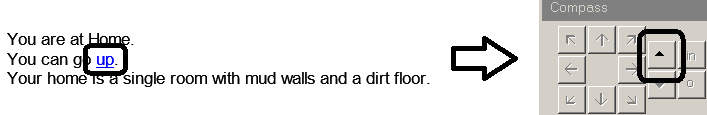 You are at Home.
You can go up.
Your home is a single room with mud walls and a dirt floor.
Compass
in
o